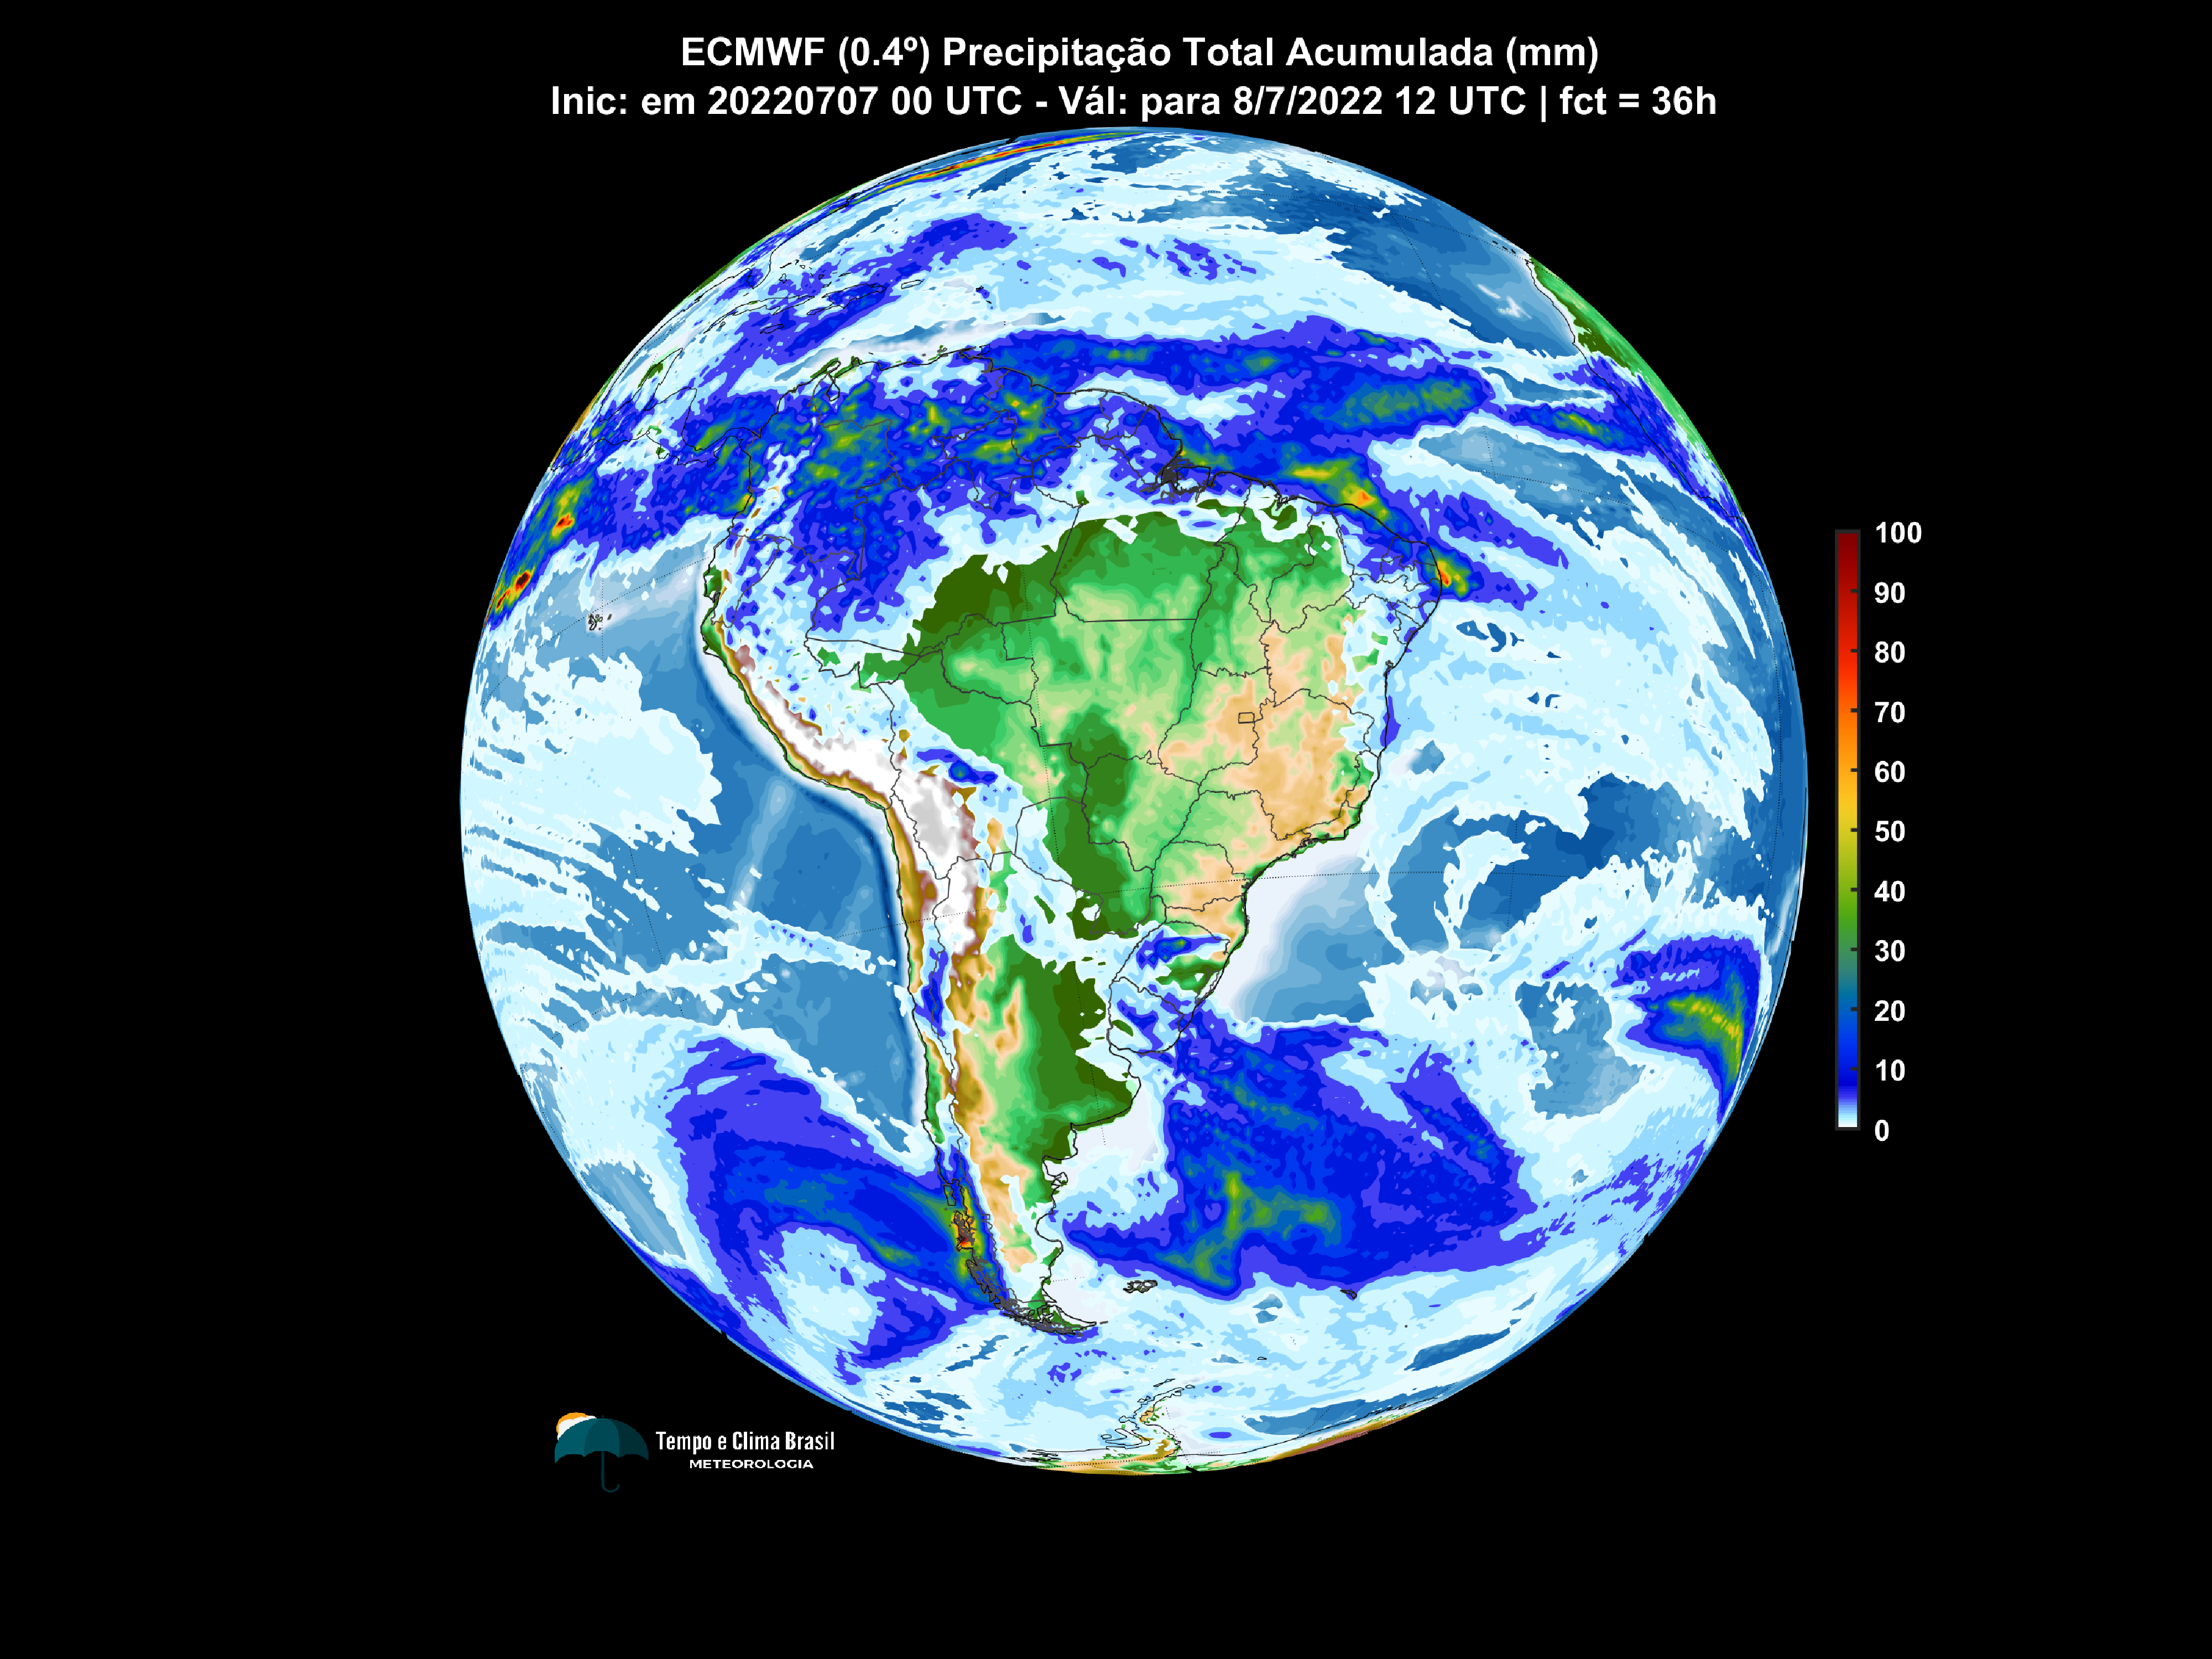 ECMWF (0.4º) Precipitação Total Acumulada (mm)
Inic: em 20220707 00 UTC - Vál: para 8/7/2022 12 UTC | fct = 36h
100
90
80
70
60
50
40
30
20
10
0
Tempo e Clima Brasil
METEOROLOGIA